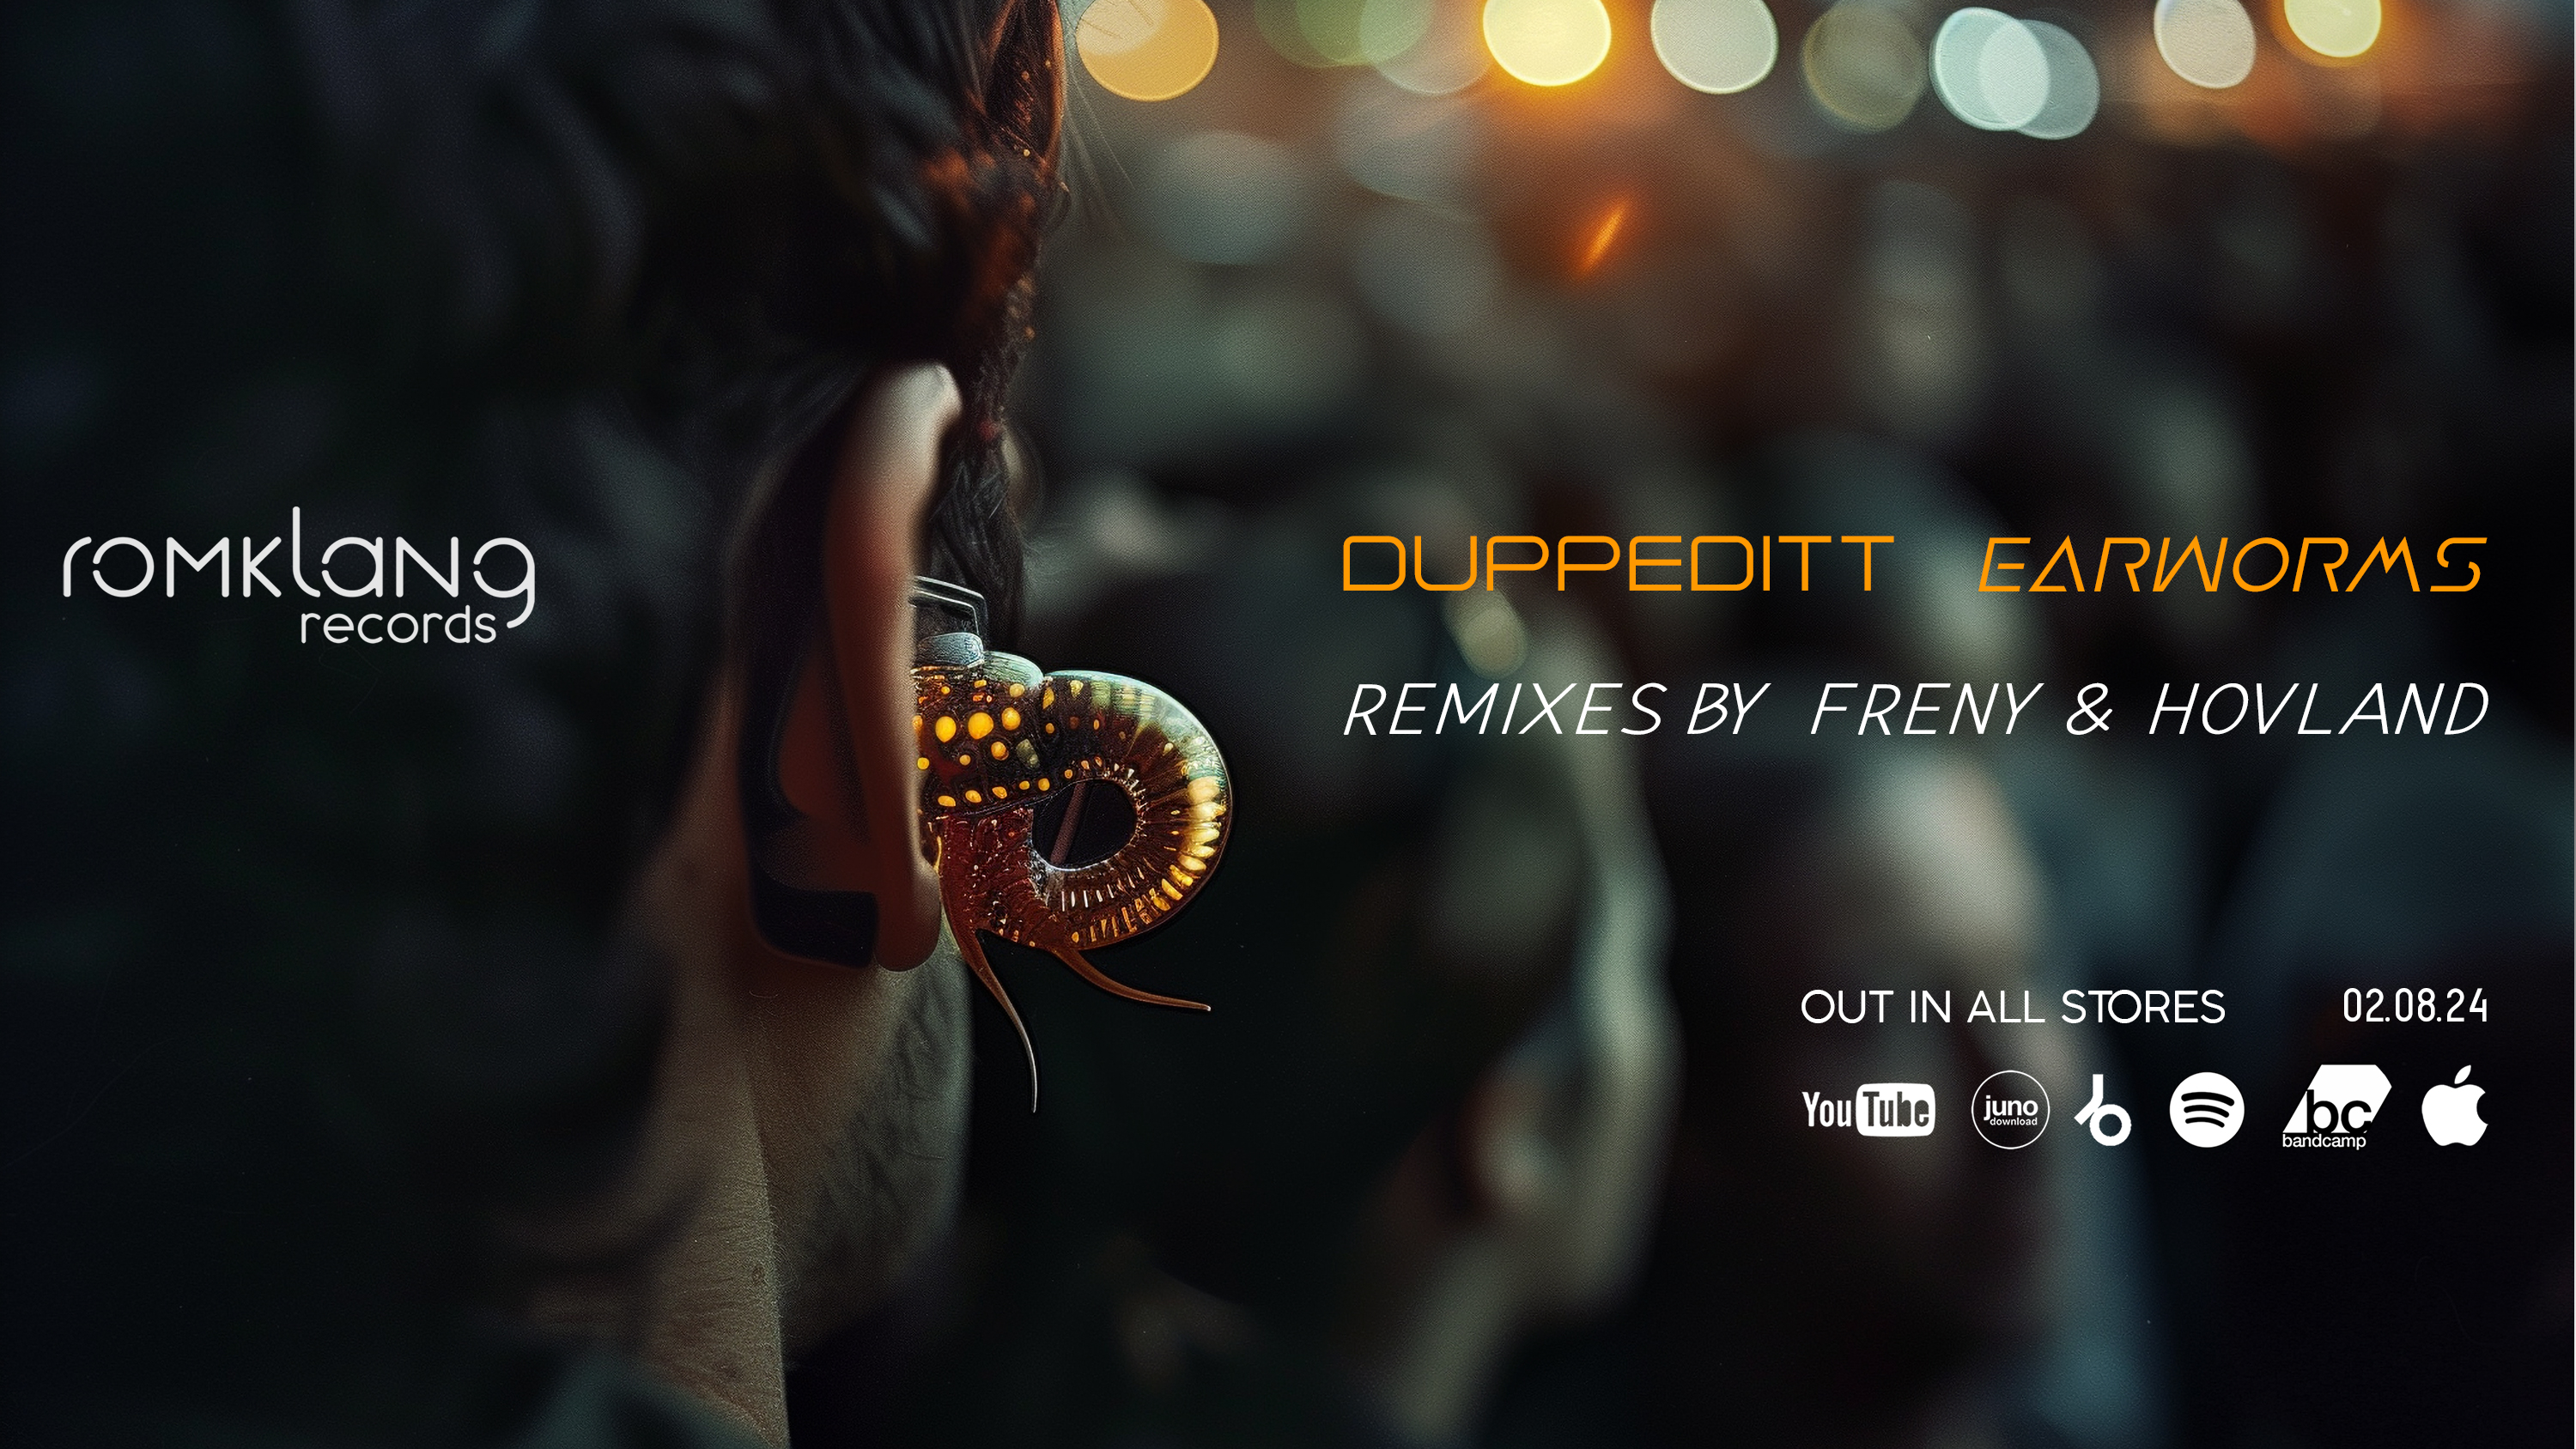 romklang
records
DUPPEDITT EARWORMS
REMIXES BY FRENY & HOVLAND
OUT IN ALL STORES 02.08.24
YouTube juno download bc bandcamp